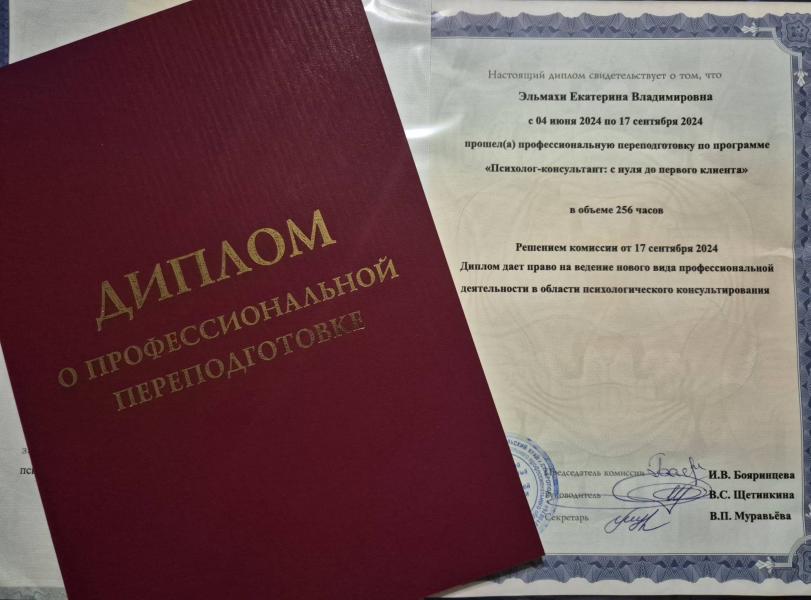 ДИПЛОМ
О ПРОФЕССИОНАЛЬНОЙ
ПЕРЕПОДГОТОВКЕ
Настоящий диплом свидетельствует о том, что
Эльмахи Екатерина Владимировна
с 04 июня 2024 по 17 сентября 2024
прошел(а) профессиональную переподготовку по программе
«Психолог-консультант: с нуля до первого клиента»
в объеме 256 часов
Решением комиссии от 17 сентября 2024
Диплом дает право на ведение нового вида профессиональной
деятельности в области психологического консультирования
Председатель комиссии И.В. Бояринцева
Руководитель В.С. Щетинкина
Секретарь В.П. Муравьёва